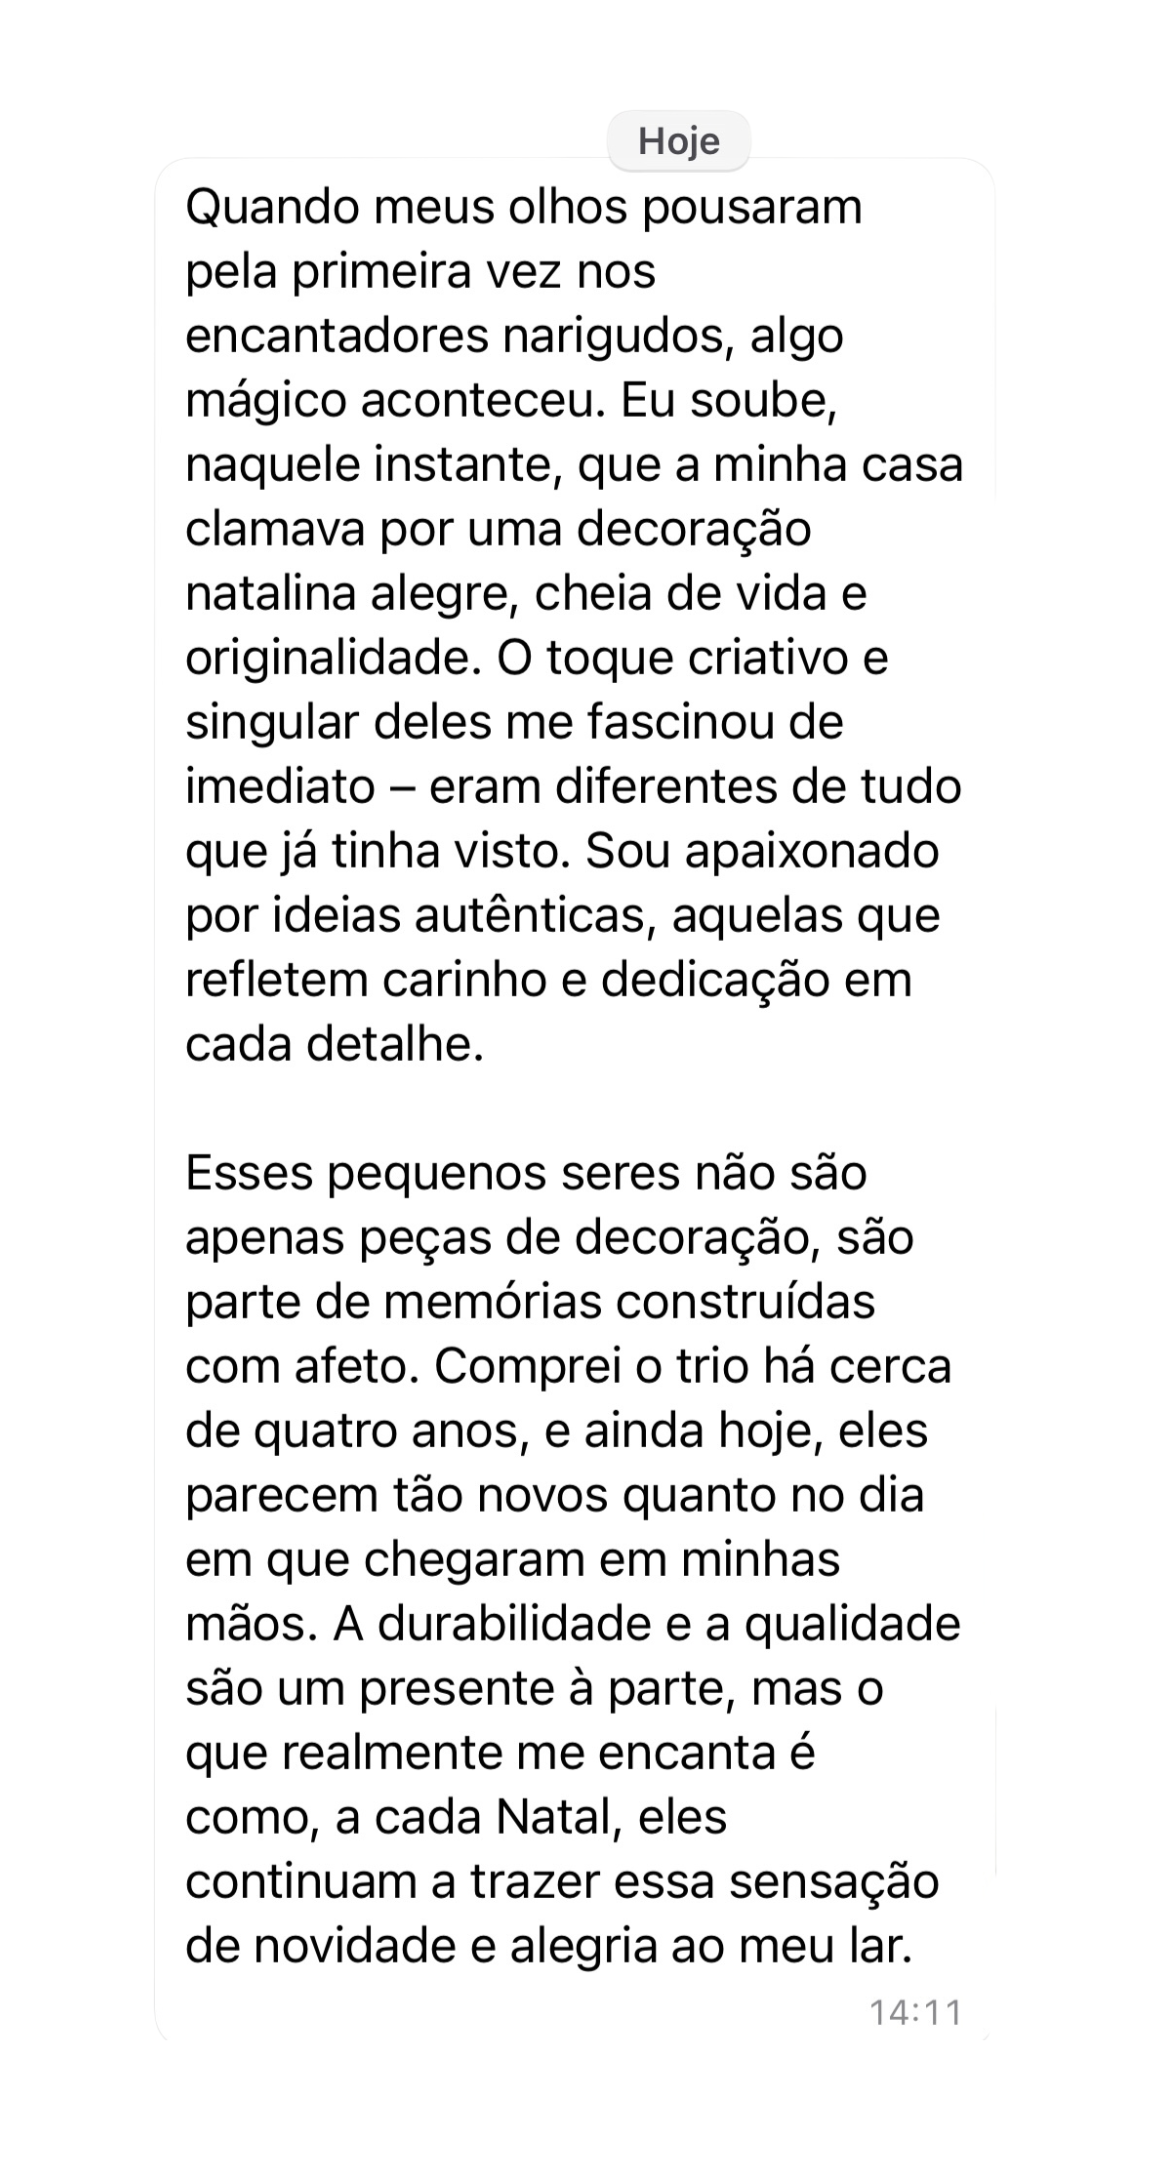 Hoje
Quando meus olhos pousaram
pela primeira vez nos
encantadores narigudos, algo
mágico aconteceu. Eu soube,
naquele instante, que a minha casa
clamava por uma decoração
natalina alegre, cheia de vida e
originalidade. O toque criativo e
singular deles me fascinou de
imediato – eram diferentes de tudo
que já tinha visto. Sou apaixonado
por ideias autênticas, aquelas que
refletem carinho e dedicação em
cada detalhe.

Esses pequenos seres não são
apenas peças de decoração, são
parte de memórias construídas
com afeto. Comprei o trio há cerca
de quatro anos, e ainda hoje, eles
parecem tão novos quanto no dia
em que chegaram em minhas
mãos. A durabilidade e a qualidade
são um presente à parte, mas o
que realmente me encanta é
como, a cada Natal, eles
continuam a trazer essa sensação
de novidade e alegria ao meu lar.
14:11